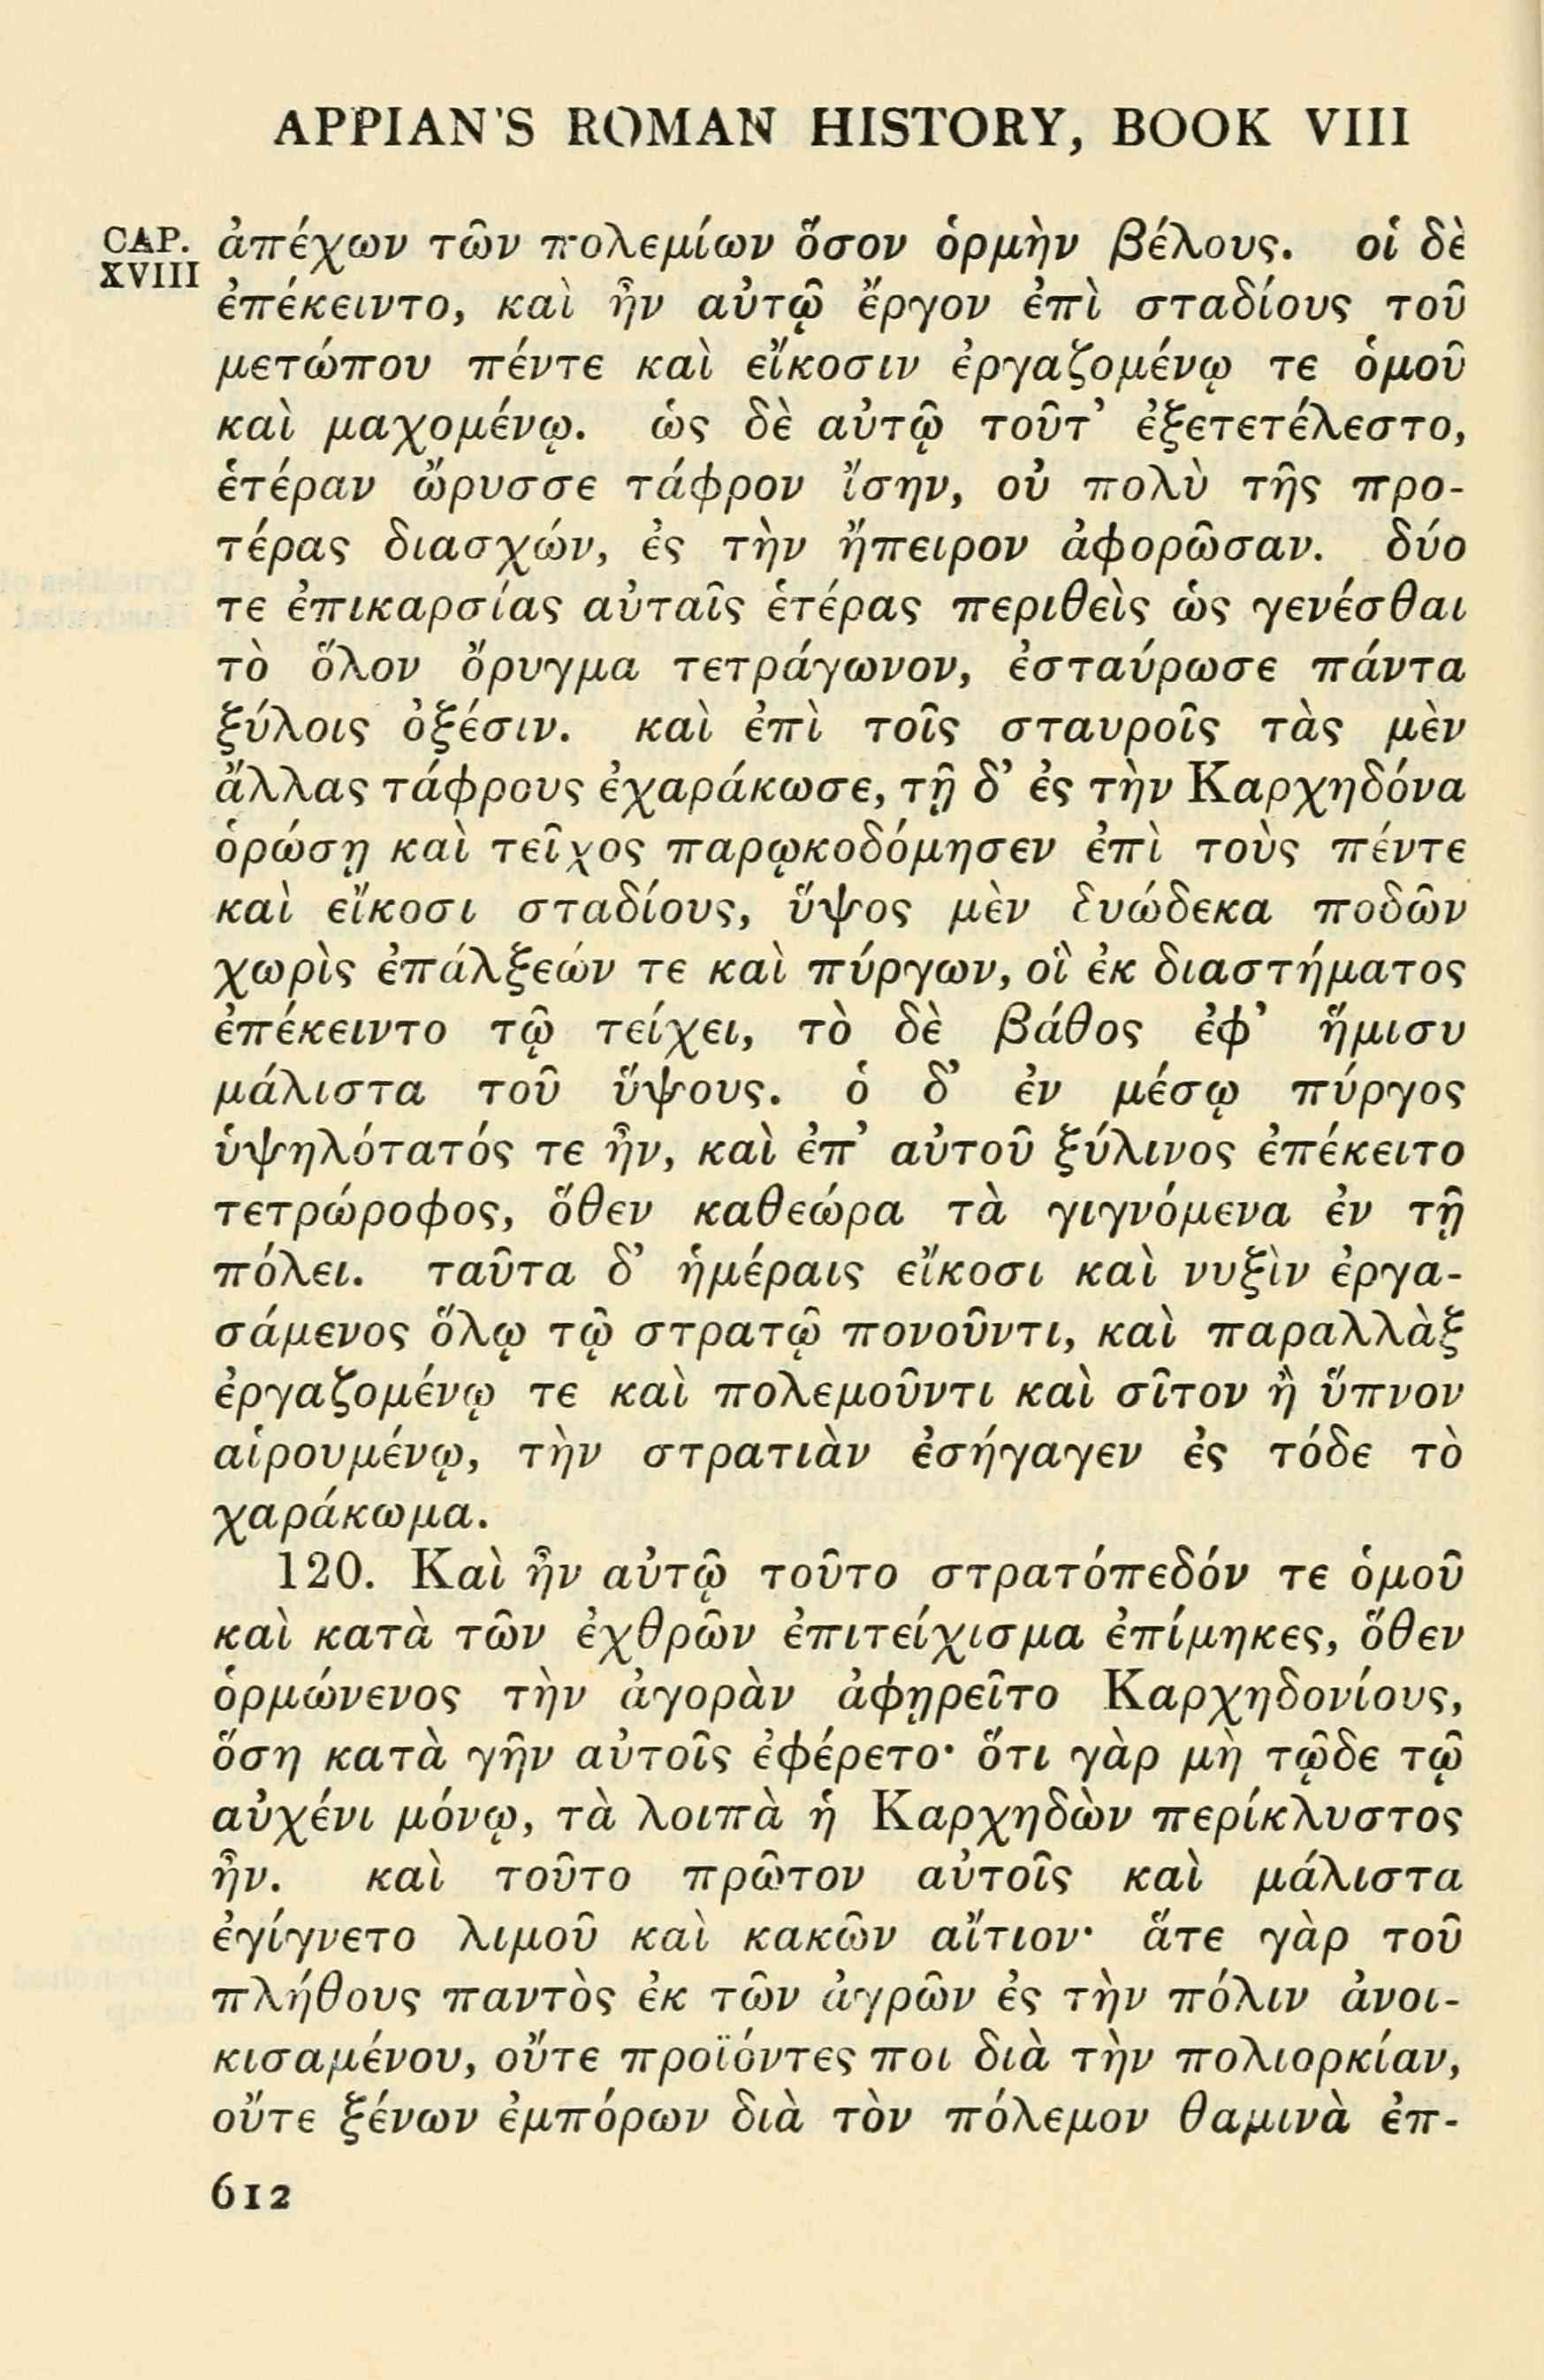 APPIAN'S ROMAN HISTORY, BOOK VIII
CAP. XVIII
ἀπέχων τῶν πολεμίων ὅσον ὁρμὴν βέλους. οἱ δὲ
ἐπέκειντο, καὶ ἦν αὐτῷ ἔργον ἐπὶ σταδίους τοῦ
μετώπου πέντε καὶ εἴκοσιν ἐργαζομένῳ τε ὁμοῦ
καὶ μαχομένῳ. ὡς δὲ αὐτῷ τοῦτ' ἐξετετέλεστο,
ἑτέραν ὤρυσσε τάφρον ἴσην, οὐ πολὺ τῆς προ-
τέρας διασχών, ἐς τὴν ἤπειρον ἀφορῶσαν. δύο
τε ἐπικαρσίας αὐταῖς ἑτέρας περιθεὶς ὡς γενέσθαι
τὸ ὅλον ὄρυγμα τετράγωνον, ἐσταύρωσε πάντα
ξύλοις ὀξέσιν. καὶ ἐπὶ τοῖς σταυροῖς τὰς μὲν
ἄλλας τάφρους ἐχαράκωσε, τῇ δ' ἐς τὴν Καρχηδόνα
ὁρώσῃ καὶ τεῖχος παρῳκοδόμησεν ἐπὶ τοὺς πέντε
καὶ εἴκοσι σταδίους, ὕψος μὲν δυώδεκα ποδῶν
χωρὶς ἐπάλξεών τε καὶ πύργων, οἳ ἐκ διαστήματος
ἐπέκειντο τῷ τείχει, τὸ δὲ βάθος ἐφ' ἥμισυ
μάλιστα τοῦ ὕψους. ὁ δ' ἐν μέσῳ πύργος
ὑψηλότατός τε ἦν, καὶ ἐπ' αὐτοῦ ξύλινος ἐπέκειτο
τετρώροφος, ὅθεν καθεώρα τὰ γιγνόμενα ἐν τῇ
πόλει. ταῦτα δ' ἡμέραις εἴκοσι καὶ νυξὶν ἐργα-
σάμενος ὅλῳ τῷ στρατῷ πονοῦντι, καὶ παραλλὰξ
ἐργαζομένῳ τε καὶ πολεμοῦντι καὶ σῖτον ἢ ὕπνον
αἱρουμένῳ, τὴν στρατιὰν ἐσήγαγεν ἐς τόδε τὸ
χαράκωμα.
120. Καὶ ἦν αὐτῷ τοῦτο στρατόπεδόν τε ὁμοῦ
καὶ κατὰ τῶν ἐχθρῶν ἐπιτείχισμα ἐπίμηκες, ὅθεν
ὁρμώνενος τὴν ἀγορὰν ἀφῃρεῖτο Καρχηδονίους,
ὅση κατὰ γῆν αὐτοῖς ἐφέρετο· ὅτι γὰρ μὴ τῷδε τῷ
αὐχένι μόνῳ, τὰ λοιπὰ ἡ Καρχηδὼν περίκλυστος
ἦν. καὶ τοῦτο πρῶτον αὐτοῖς καὶ μάλιστα
ἐγίγνετο λιμοῦ καὶ κακῶν αἴτιον· ἅτε γὰρ τοῦ
πλήθους παντὸς ἐκ τῶν ἀγρῶν ἐς τὴν πόλιν ἀνοι-
κισαμένου, οὔτε προϊόντες ποι διὰ τὴν πολιορκίαν,
οὔτε ξένων ἐμπόρων διὰ τὸν πόλεμον θαμινὰ ἐπ-
612